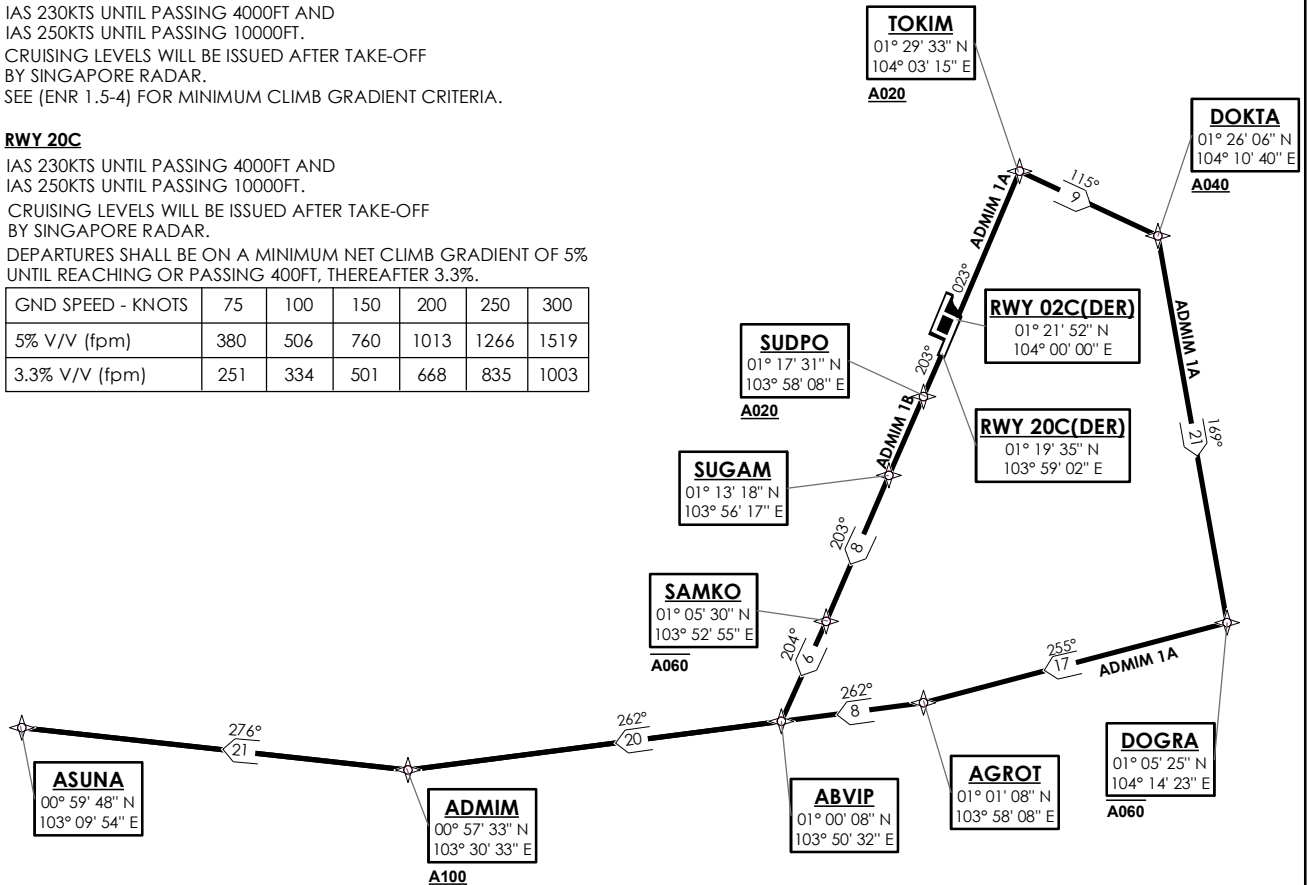 IAS 230KTS UNTIL PASSING 4000FT AND
IAS 250KTS UNTIL PASSING 10000FT.
CRUISING LEVELS WILL BE ISSUED AFTER TAKE-OFF
BY SINGAPORE RADAR.
SEE (ENR 1.5-4) FOR MINIMUM CLIMB GRADIENT CRITERIA.
RWY 20C
IAS 230KTS UNTIL PASSING 4000FT AND
IAS 250KTS UNTIL PASSING 10000FT.
CRUISING LEVELS WILL BE ISSUED AFTER TAKE-OFF
BY SINGAPORE RADAR.
DEPARTURES SHALL BE ON A MINIMUM NET CLIMB GRADIENT OF 5%
UNTIL REACHING OR PASSING 400FT, THEREAFTER 3.3%.
GND SPEED - KNOTS 75 100 150 200 250 300
5% V/V (fpm) 380 506 760 1013 1266 1519
3.3% V/V (fpm) 251 334 501 668 835 1003
TOKIM
01° 29' 33" N
104° 03' 15" E
A020
DOKTA
01° 26' 06" N
104° 10' 40" E
A040
115°
9
ADMIM 1A
023°
RWY 02C(DER)
01° 21' 52" N
104° 00' 00" E
ADMIM 1A
SUDPO
01° 17' 31" N
103° 58' 08" E
A020
203°
ADMIM 1B
RWY 20C(DER)
01° 19' 35" N
103° 59' 02" E
169°
21
SUGAM
01° 13' 18" N
103° 56' 17" E
203°
8
SAMKO
01° 05' 30" N
103° 52' 55" E
A060
204°
6
255°
17
ADMIM 1A
262°
8
262°
20
276°
21
DOGRA
01° 05' 25" N
104° 14' 23" E
A060
ASUNA
00° 59' 48" N
103° 09' 54" E
ADMIM
00° 57' 33" N
103° 30' 33" E
A100
ABVIP
01° 00' 08" N
103° 50' 32" E
AGROT
01° 01' 08" N
103° 58' 08" E